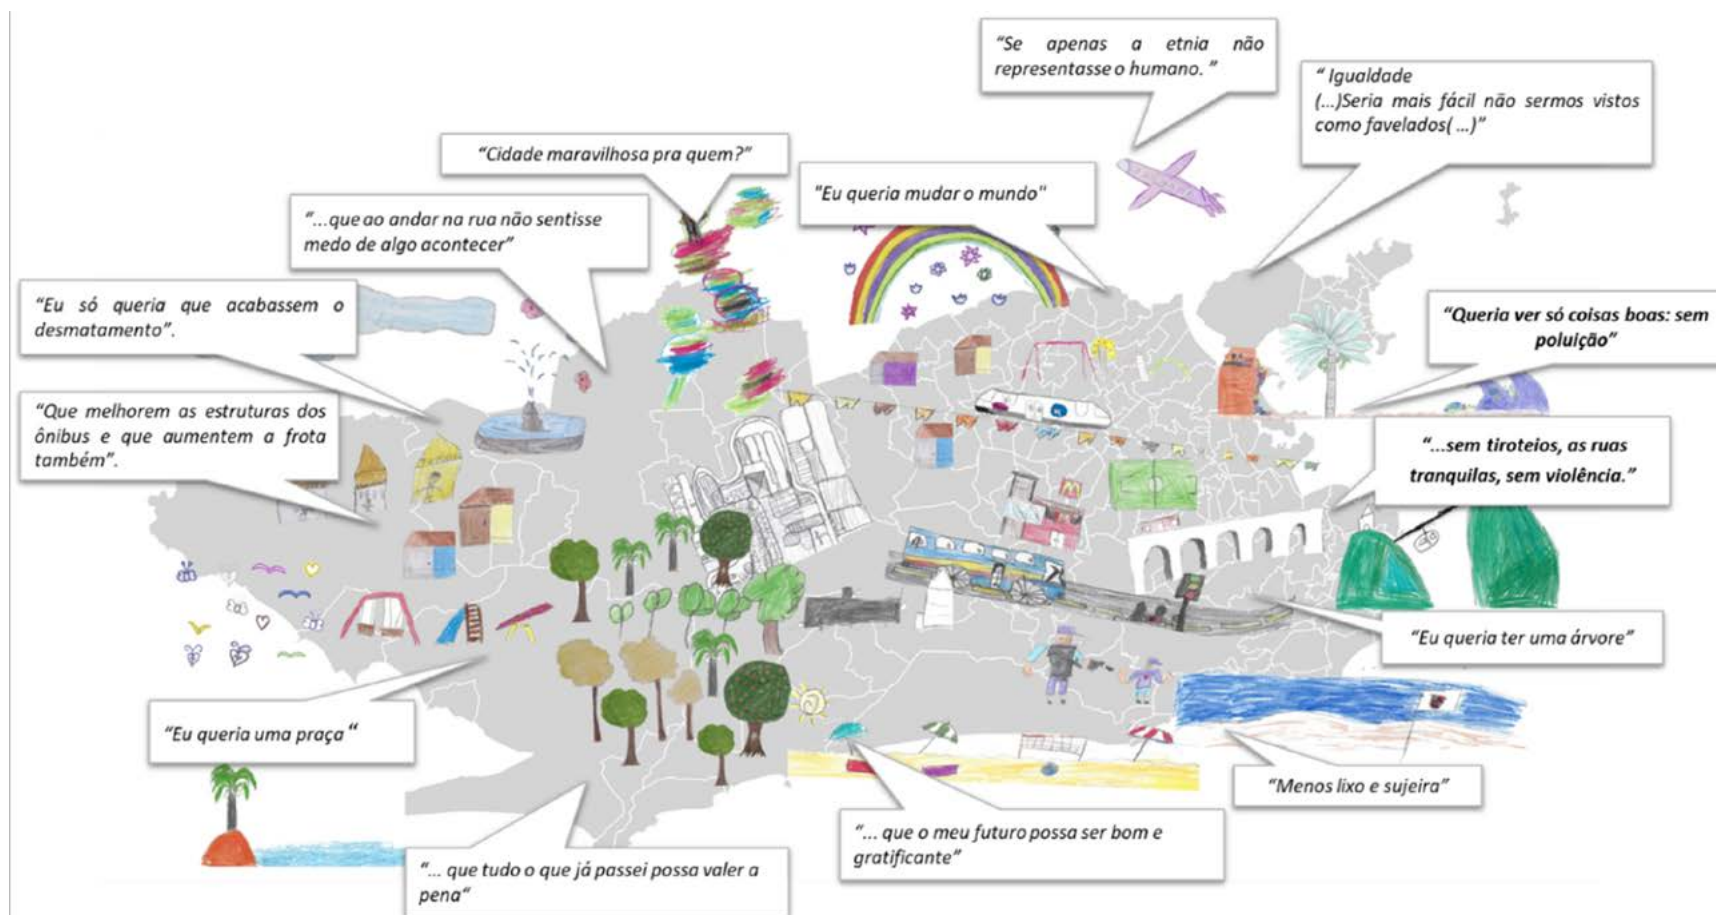 “Se apenas a etnia não
representasse o humano. ”
“ Igualdade
(...)Seria mais fácil não sermos vistos
como favelados( ...)”
“Cidade maravilhosa pra quem?”
"Eu queria mudar o mundo"
“...que ao andar na rua não sentisse
medo de algo acontecer”
“Eu só queria que acabassem o
desmatamento”.
“Queria ver só coisas boas: sem
poluição”
“Que melhorem as estruturas dos
ônibus e que aumentem a frota
também”.
“...sem tiroteios, as ruas
tranquilas, sem violência.”
“Eu queria ter uma árvore”
“Eu queria uma praça “
“Menos lixo e sujeira”
“... que o meu futuro possa ser bom e
gratificante”
“... que tudo o que já passei possa valer a
pena“